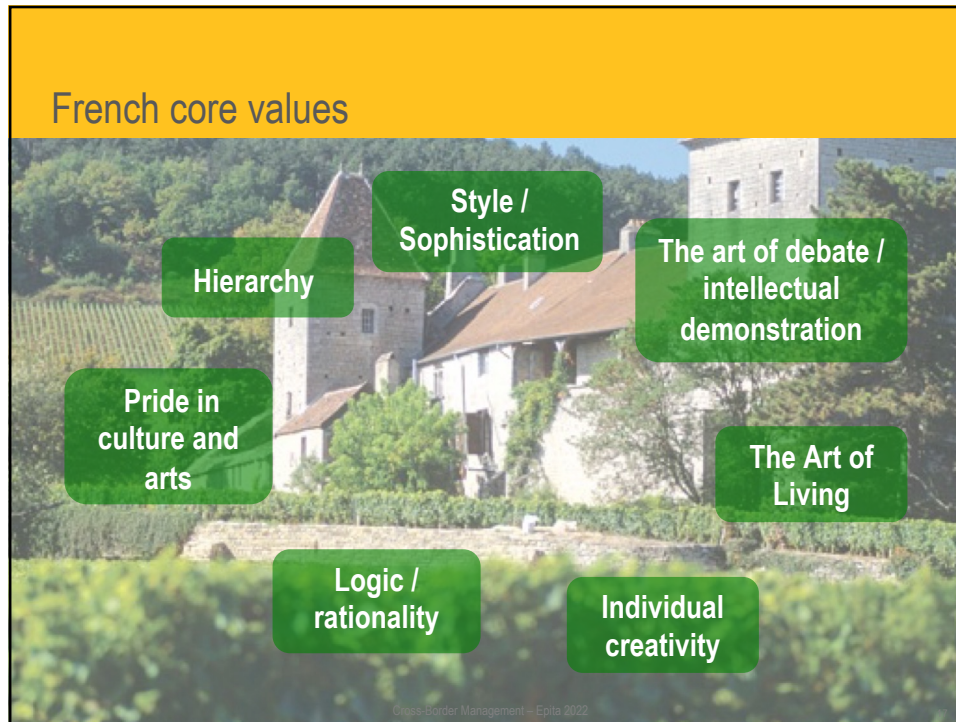 French core values
Style /
Sophistication
Hierarchy
The art of debate /
intellectual
demonstration
Pride in
culture and
arts
The Art of
Living
Logic /
rationality
Individual
creativity
Cross-Border Management – Epita 2022